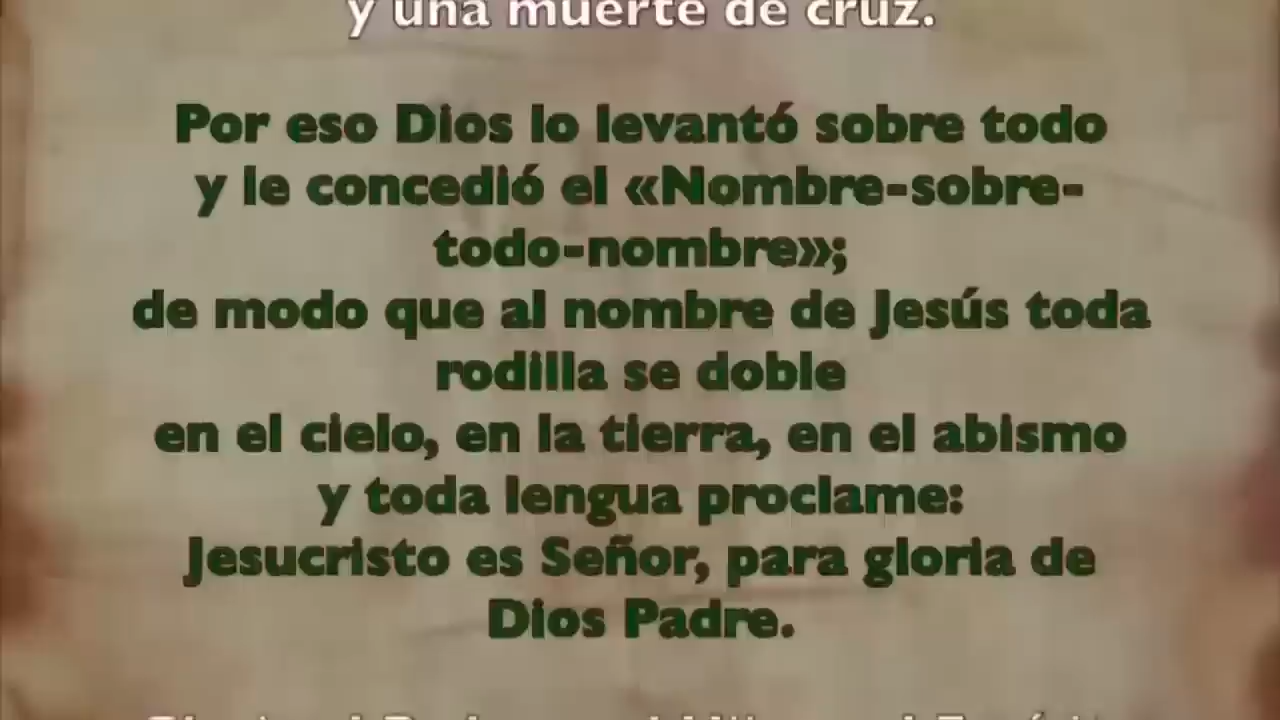 y una muerte de cruz.
Por eso Dios lo levantó sobre todo
y le concedió el «Nombre-sobre-
todo-nombre»;
de modo que al nombre de Jesús toda
rodilla se doble
en el cielo, en la tierra, en el abismo
y toda lengua proclame:
Jesucristo es Señor, para gloria de
Dios Padre.